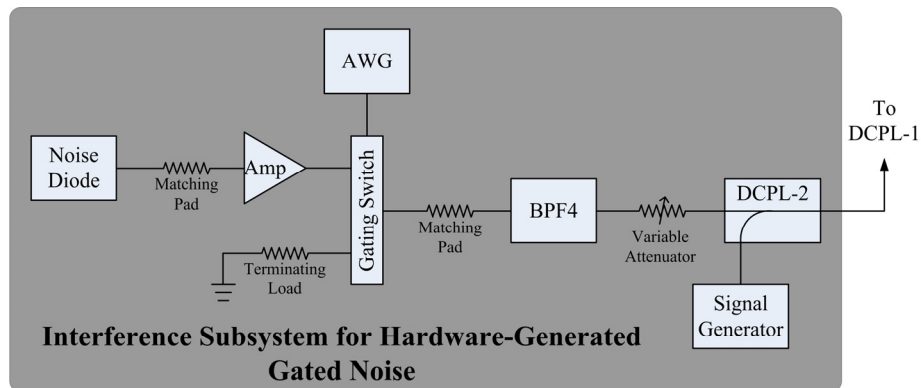 AWG
To
DCPL-1
Noise
Diode
Matching
Pad
Amp
Gating Switch
Terminating
Load
Matching
Pad
BPF4
Variable
Attenuator
DCPL-2
Signal
Generator
Interference Subsystem for Hardware-Generated
Gated Noise